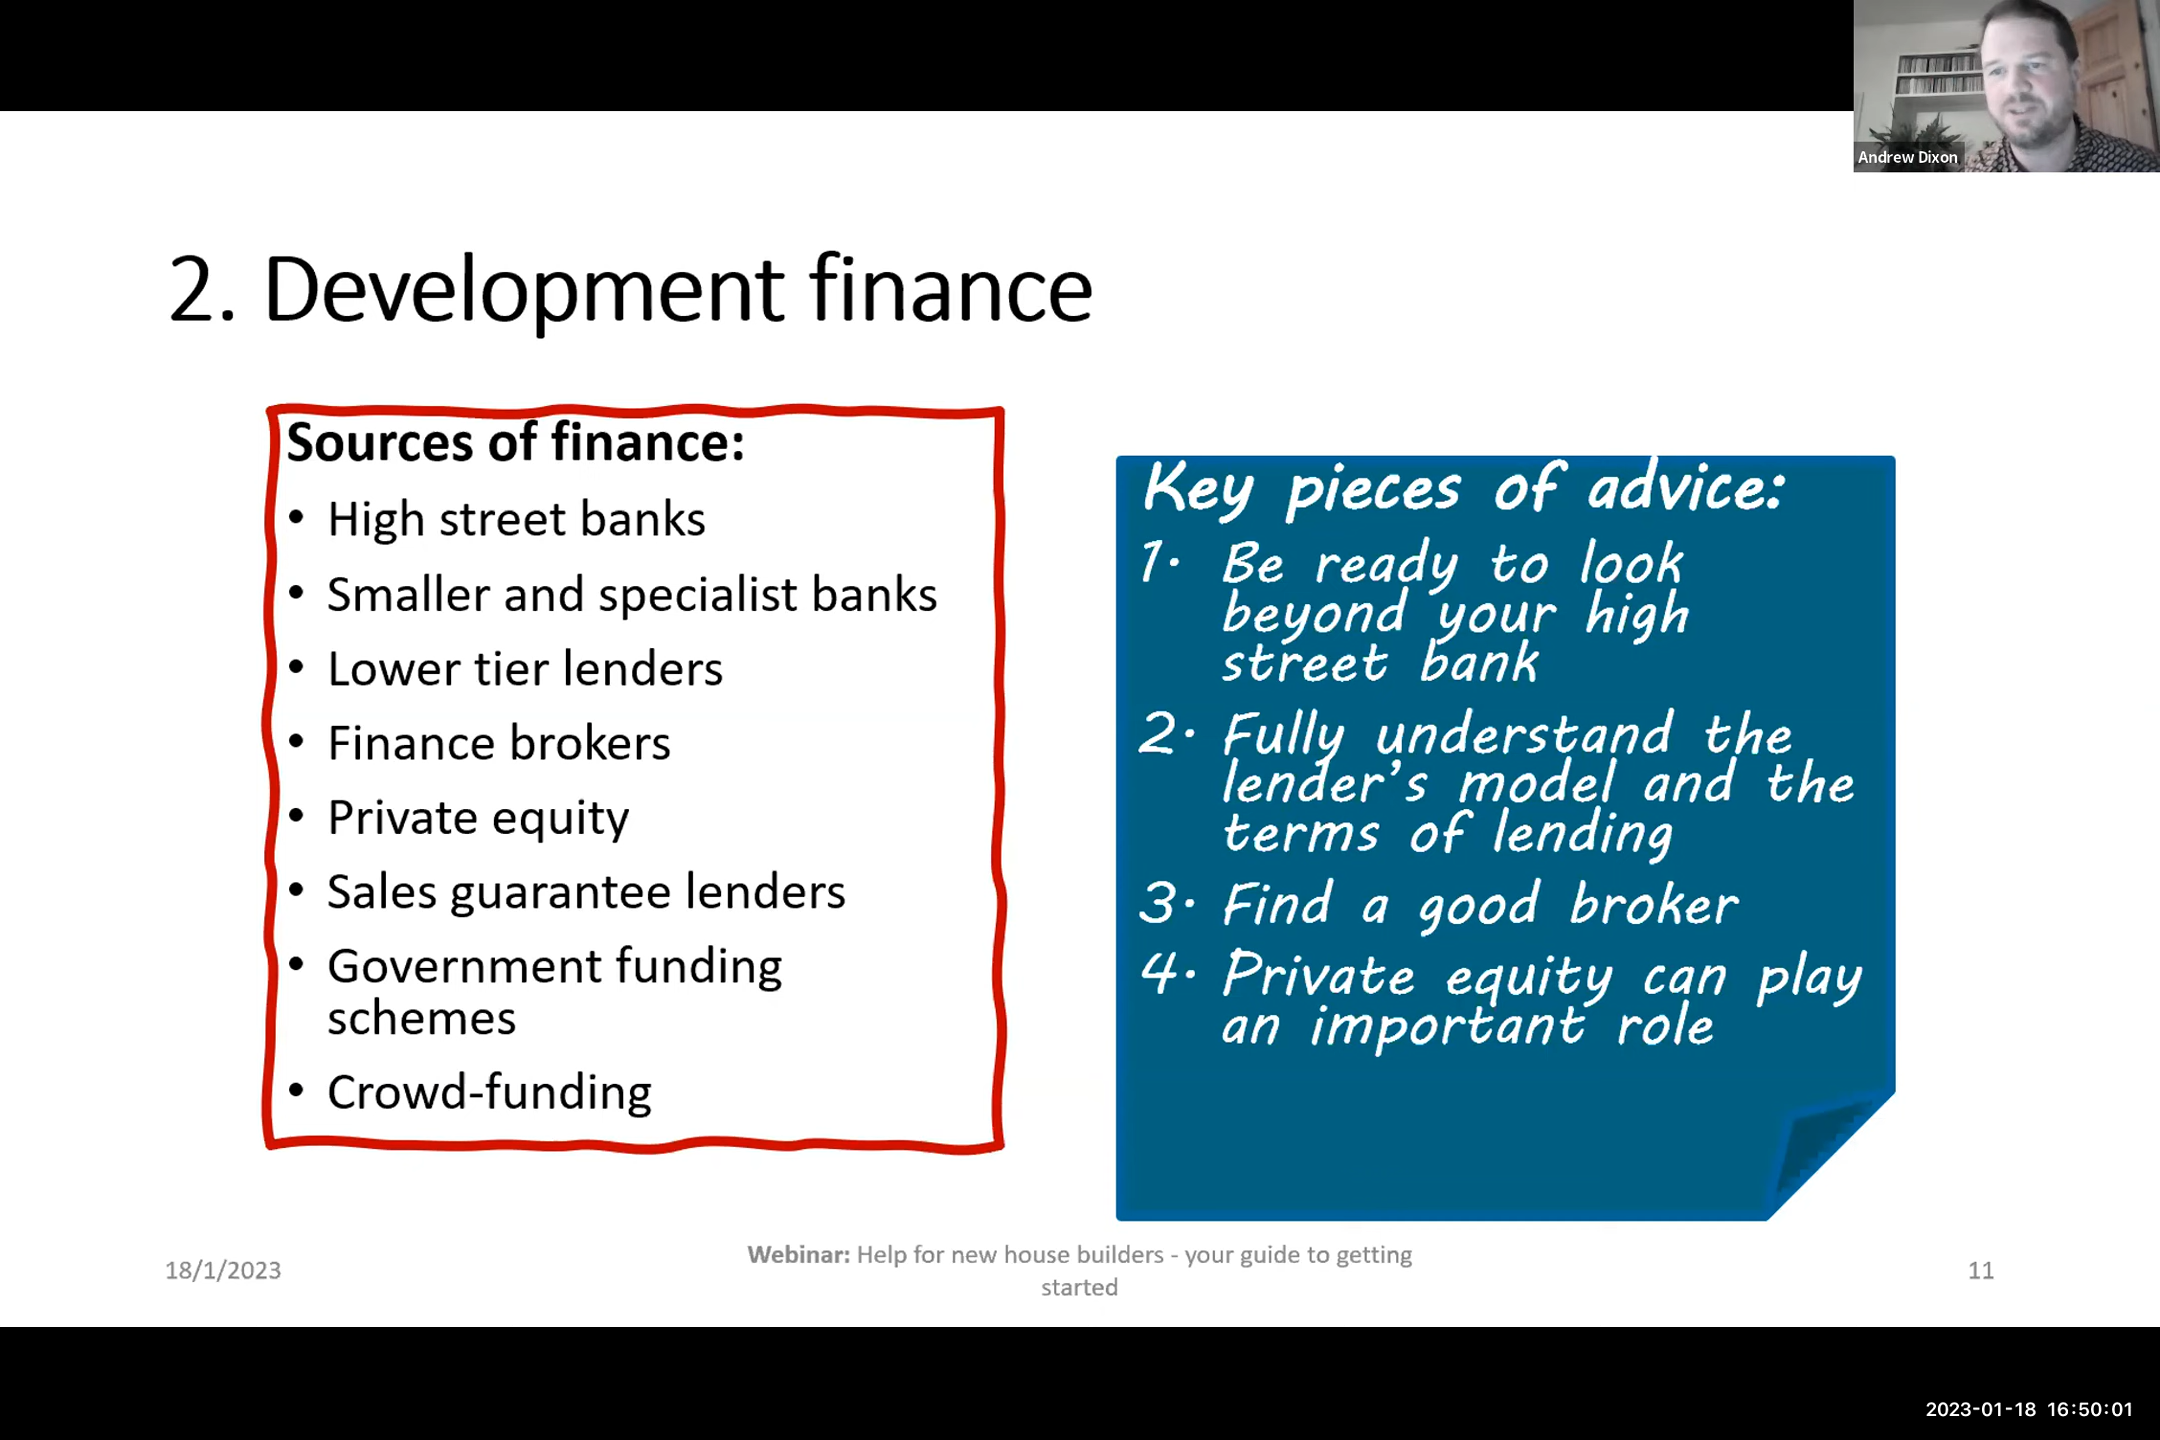 Andrew Dixon
2. Development finance
Sources of finance:
• High street banks
• Smaller and specialist banks
• Lower tier lenders
• Finance brokers
• Private equity
• Sales guarantee lenders
• Government funding
schemes
• Crowd-funding
Key pieces of advice:
1. Be ready to look
beyond your high
street bank
2. Fully understand the
lender's model and the
terms of lending
3. Find a good broker
4. Private equity can play
an important role
18/1/2023
Webinar: Help for new house builders - your guide to getting
started
11
2023-01-18 16:50:01